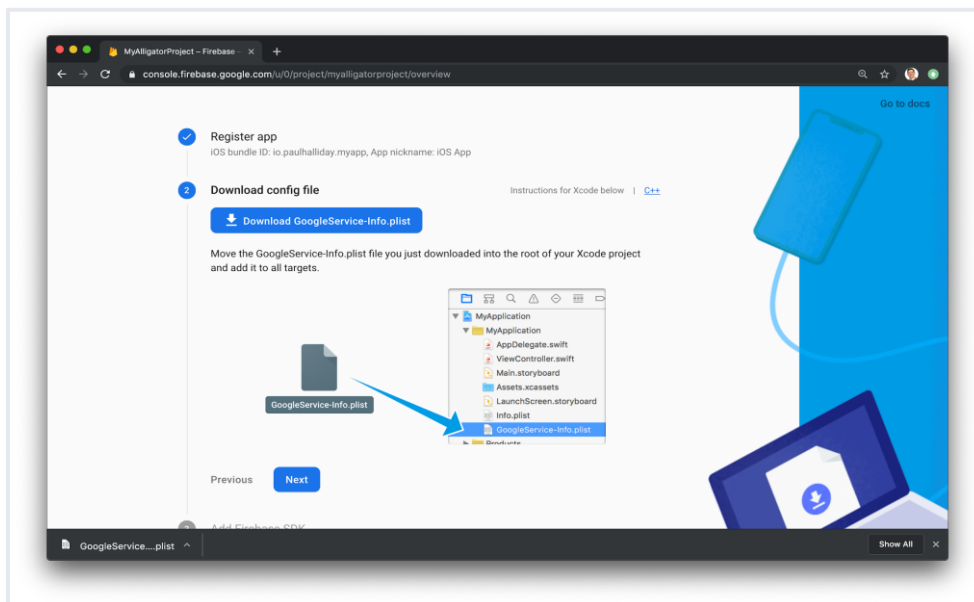 MyAlligatorProject – Firebase –
console.firebase.google.com/u/0/project/myalligatorproject/overview
Go to docs
Register app
iOS bundle ID: io.paulhalliday.myapp, App nickname: iOS App
2
Download config file
Instructions for Xcode below | C++
Download GoogleService-Info.plist
Move the GoogleService-Info.plist file you just downloaded into the root of your Xcode project
and add it to all targets.
MyApplication
MyApplication
AppDelegate.swift
ViewController.swift
Main.storyboard
Assets.xcassets
LaunchScreen.storyboard
Info.plist
GoogleService-Info.plist
Products
GoogleService-Info.plist
Previous
Next
Add Firebase SDK
GoogleService....plist
Show All